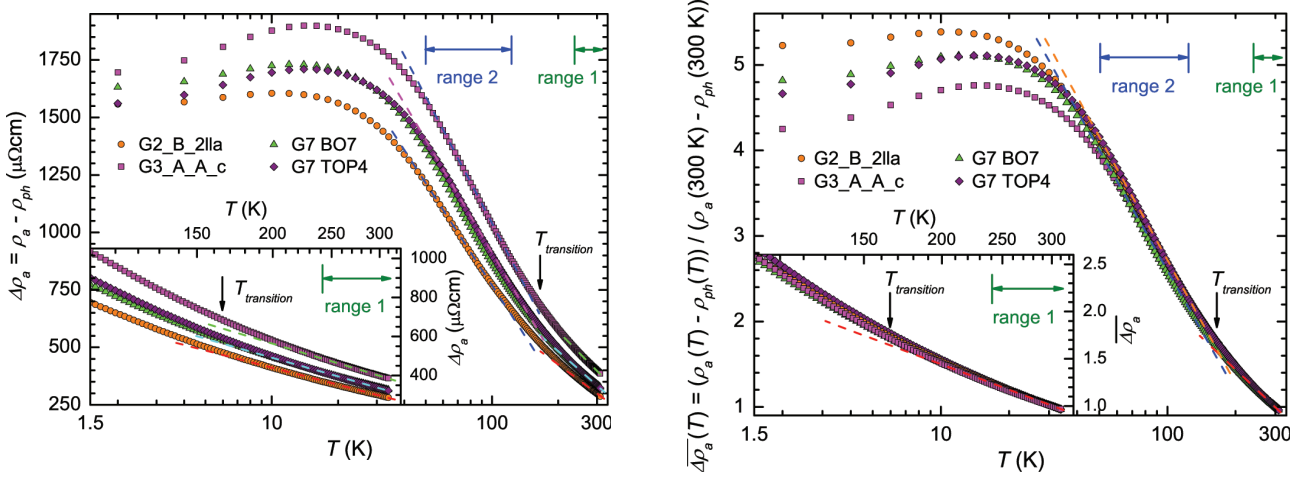 Δρₐ = ρₐ - ρₚₕ (μΩcm)
1750
1500
1250
1000
750
500
250
range 2
range 1
G2_B_2lla
G3_A_A_c
G7 BO7
G7 TOP4
T (K)
150
200
250
300
T_transition
T_transition
range 1
1000
800
600
400
Δρₐ (μΩcm)
1.5
10
100
300
T (K)
Δρₐ(T) = (ρₐ(T) - ρₚₕ(T)) / (ρₐ(300 K) - ρₚₕ(300 K)
5
4
3
2
1
range 2
range 1
G2_B_2lla
G3_A_A_c
G7 BO7
G7 TOP4
T (K)
150
200
250
300
T_transition
T_transition
range 1
2.5
2.0
1.5
1.0
Δρₐ
1.5
10
100
300
T (K)